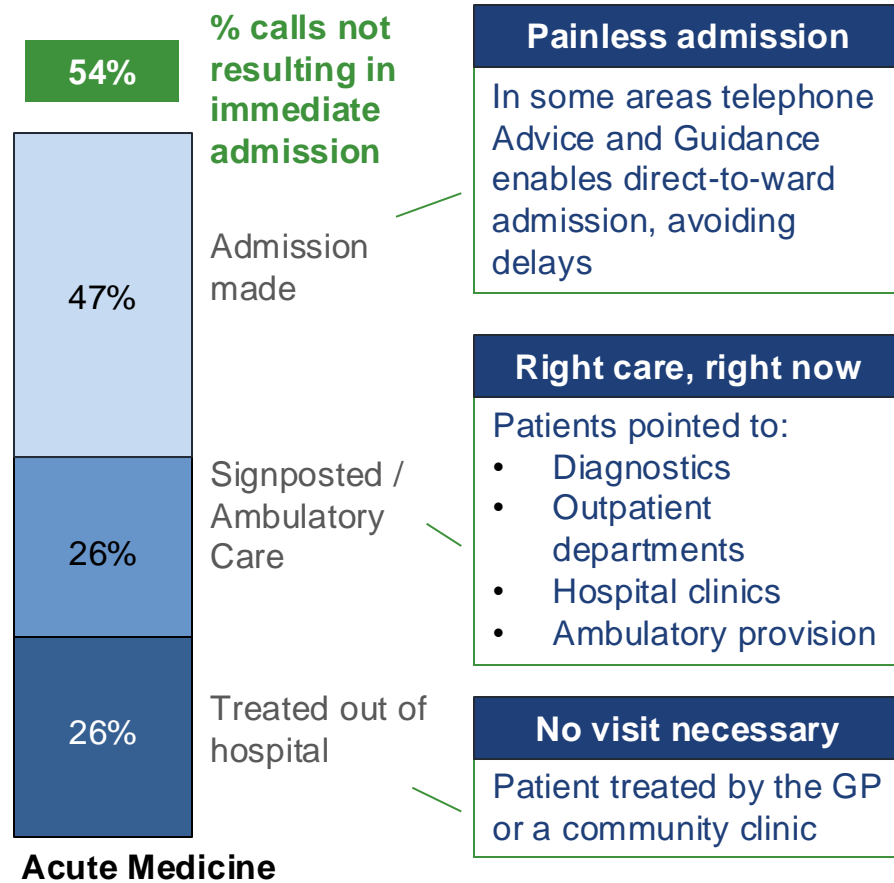 54%
% calls not
resulting in
immediate
admission
47%
Admission
made
26%
Signposted /
Ambulatory
Care
26%
Treated out of
hospital
Acute Medicine
Painless admission
In some areas telephone
Advice and Guidance
enables direct-to-ward
admission, avoiding
delays
Right care, right now
Patients pointed to:
• Diagnostics
• Outpatient
departments
• Hospital clinics
• Ambulatory provision
No visit necessary
Patient treated by the GP
or a community clinic